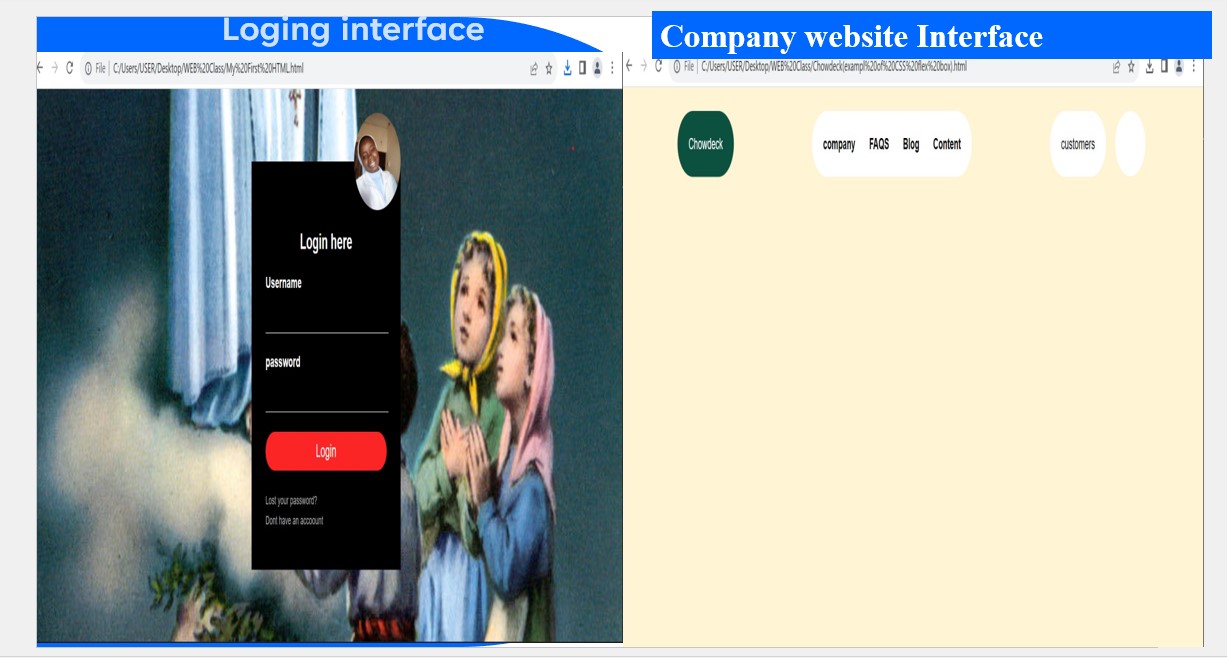 Loging interface
Company website Interface
File C:/Users/USER/Desktop/WEB%20Class/My%20First%20HTML.html
File C:/Users/USER/Desktop/WEB%20Class/Chowdeck(exampl%20of%20CSS%20flex%20box).html
Login here
Username
password
Login
Lost your password?
Dont have an accoount
Chowdeck
company FAQS Blog Content
customers